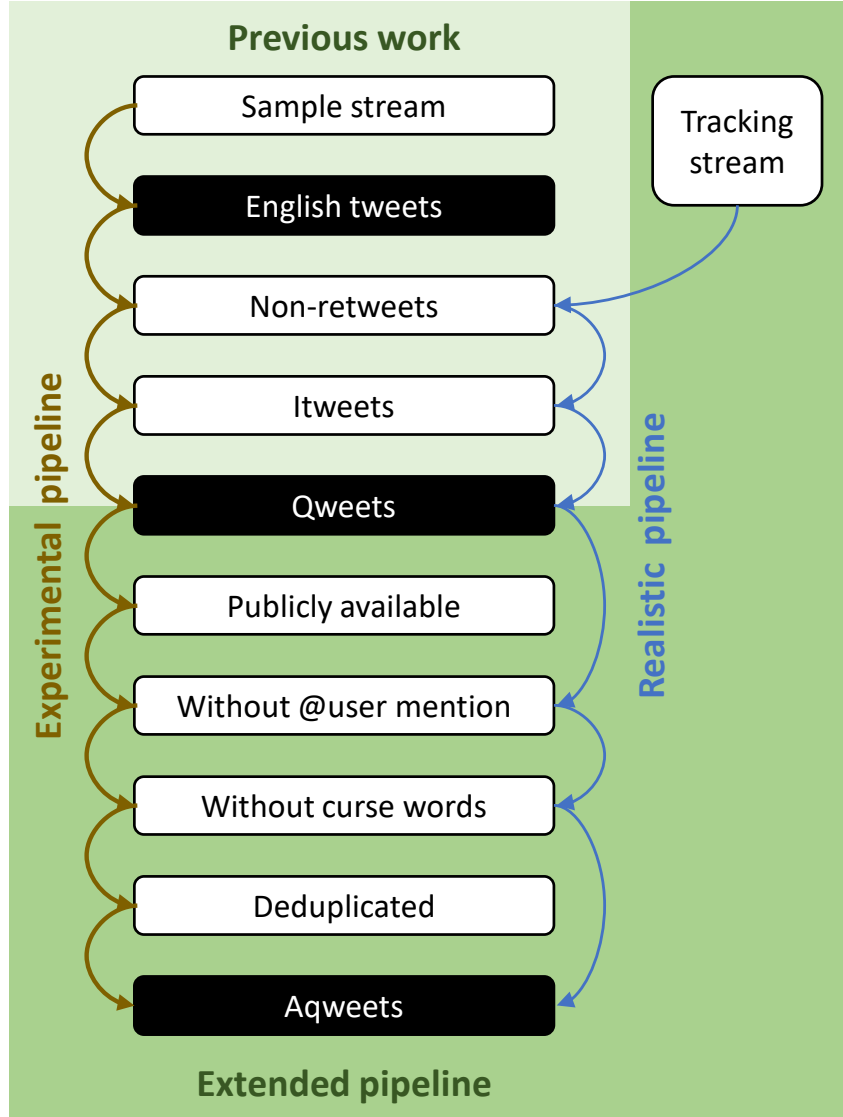 Previous work
Sample stream
Tracking
stream
English tweets
Non-retweets
Itweets
Qweets
Publicly available
Without @user mention
Without curse words
Deduplicated
Aqweets
Experimental pipeline
Realistic pipeline
Extended pipeline